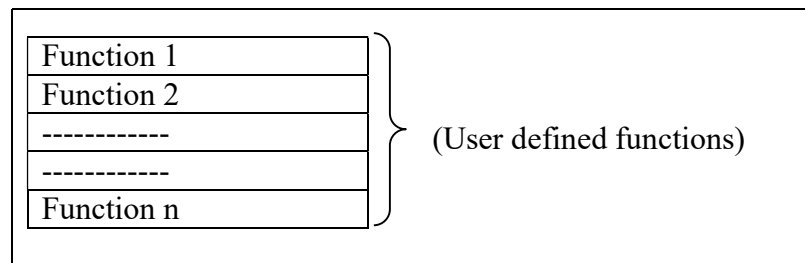 Function 1
Function 2
------------
(User defined functions)
------------
Function n